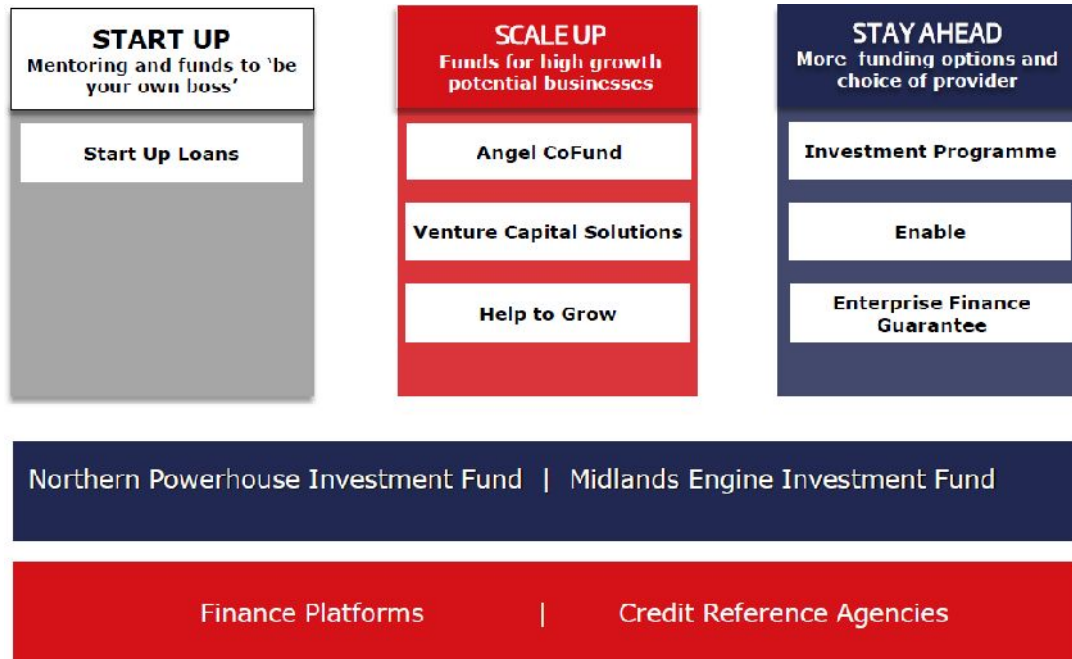 START UP
Mentoring and funds to ‘be
your own boss’
Start Up Loans
SCALE UP
Funds for high growth
potential businesses
Angel CoFund
Venture Capital Solutions
Help to Grow
STAY AHEAD
More funding options and
choice of provider
Investment Programme
Enable
Enterprise Finance
Guarantee
Northern Powerhouse Investment Fund | Midlands Engine Investment Fund
Finance Platforms | Credit Reference Agencies